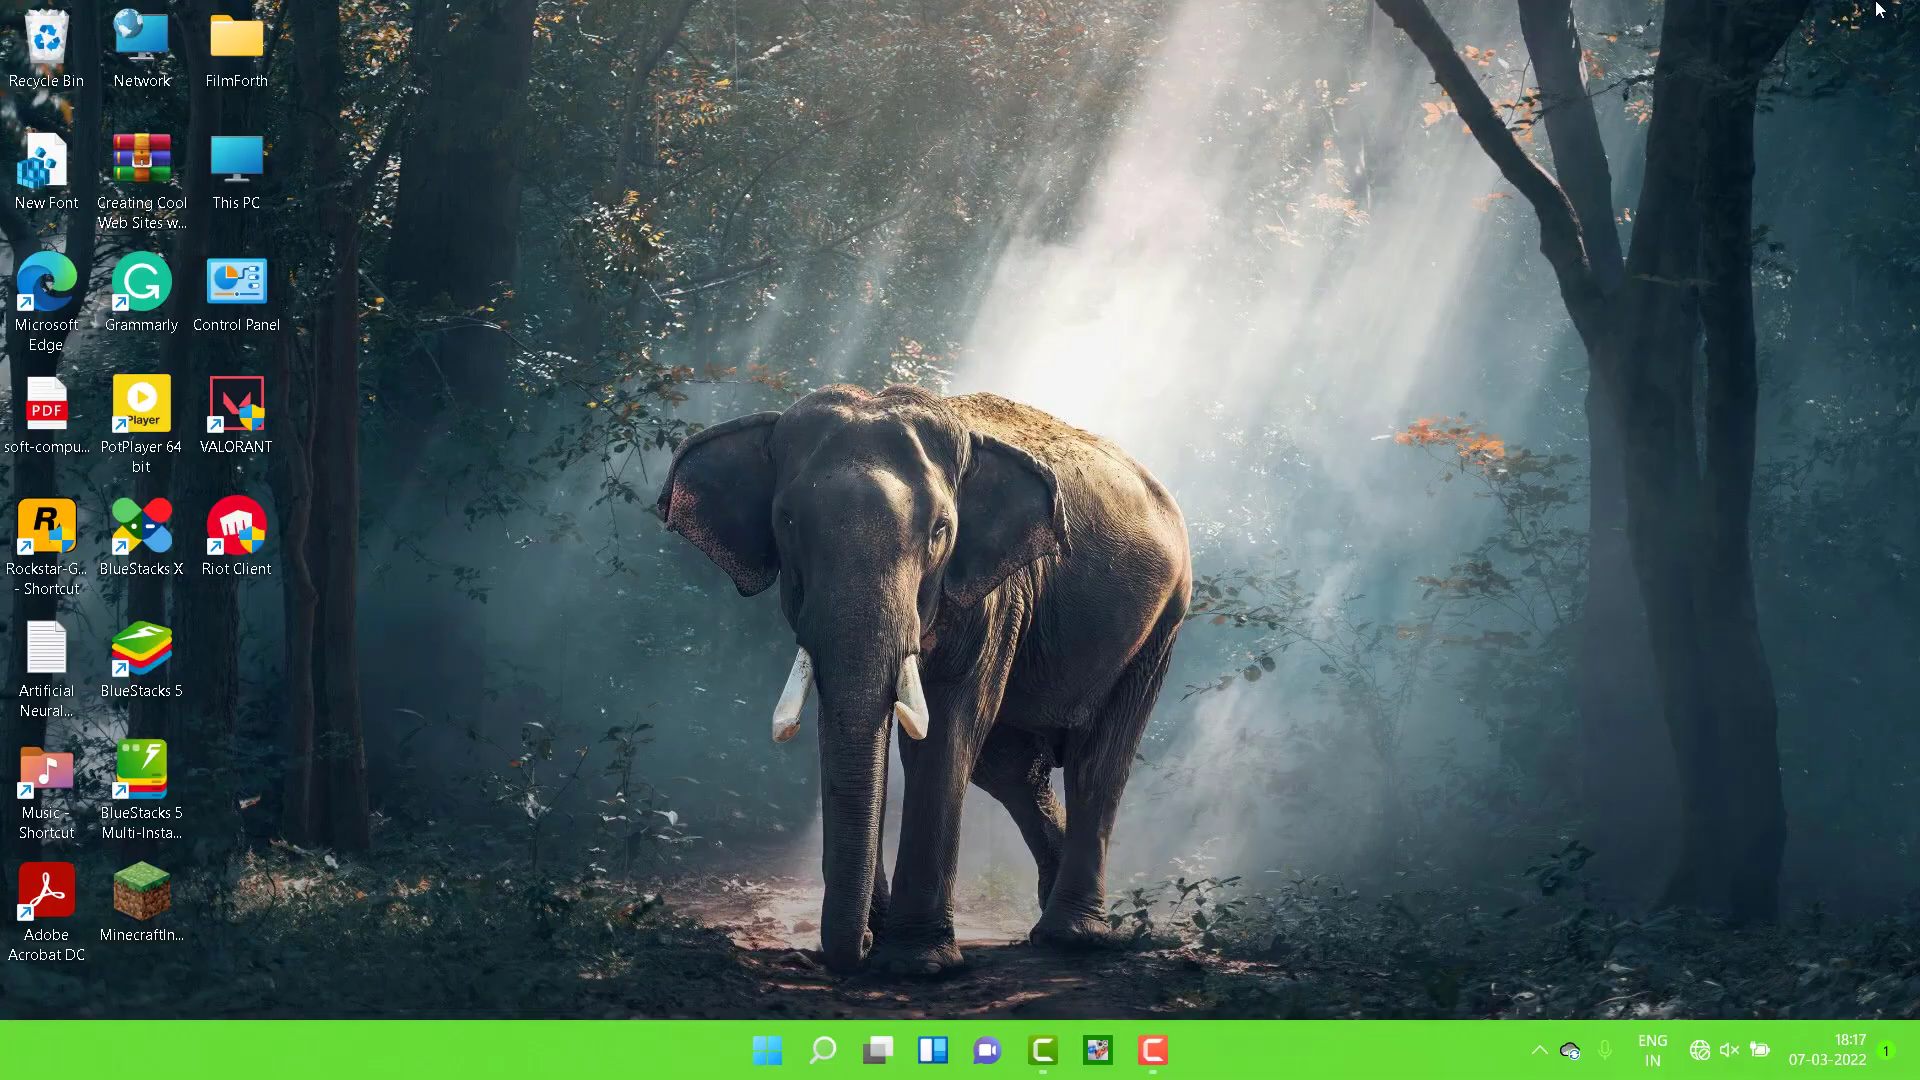 Recycle Bin
Network
FilmForth
New Font
Creating Cool
Web Sites w...
This PC
Microsoft
Edge
Grammarly
Control Panel
PDF
soft-compu...
Player
PotPlayer 64
bit
VALORANT
R
Rockstar-G...
- Shortcut
BlueStacks X
Riot Client
Artificial
Neural...
BlueStacks 5
Music -
Shortcut
BlueStacks 5
Multi-Insta...
Adobe
Acrobat DC
MinecraftIn...
ENG
IN
18:17
07-03-2022
1